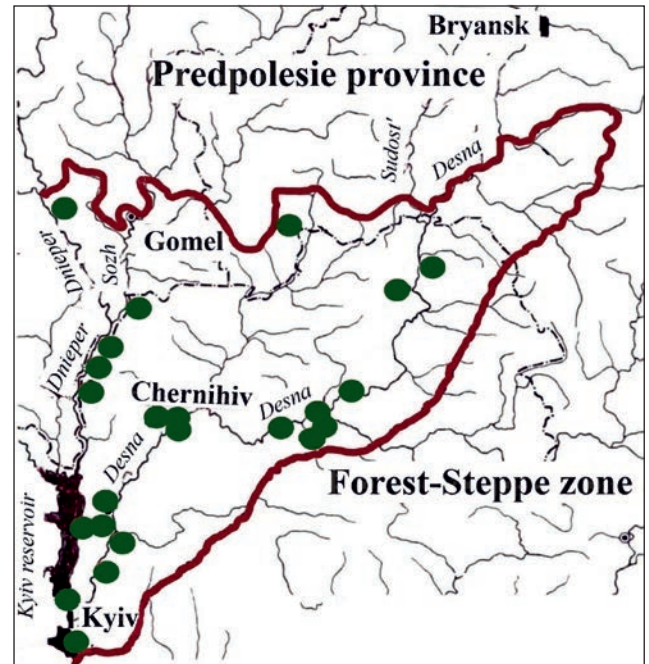 Bryansk
Predpolesie province
Sudost'
Desna
Gomel
Dnieper
Sozh
Dnieper
Chernihiv
Desna
Desna
Forest-Steppe zone
Kyiv reservoir
Kyiv